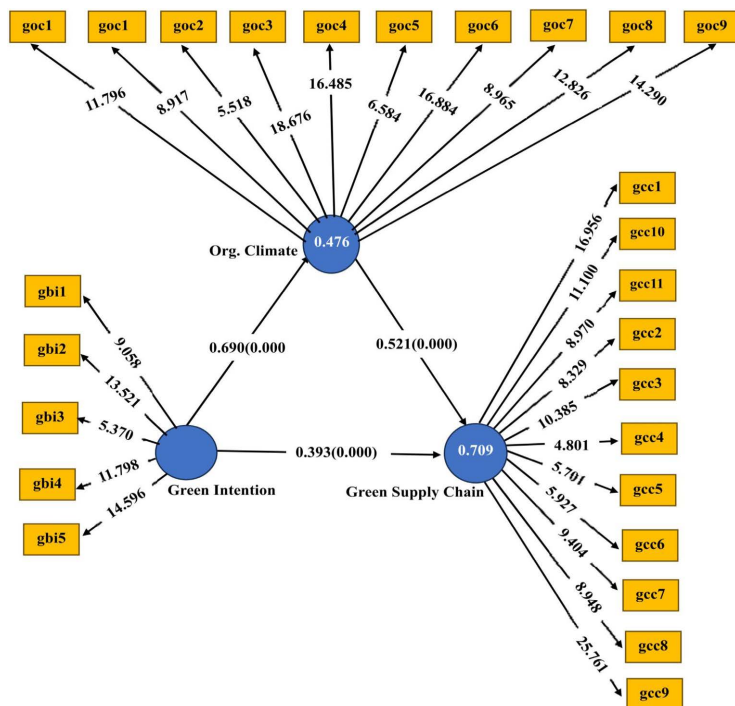 goc1 goc1 goc2 goc3 goc4 goc5 goc6 goc7 goc8 goc9
11.796 8.917 5.518 18.676 16.485 6.584 16.884 8.965 12.826 14.290
0.476
Org. Climate
gcc1
gcc10
gcc11
gcc2
gcc3
gcc4
gcc5
gcc6
gcc7
gcc8
gcc9
16.956
11.100
8.970
8.329
10.385
4.801
5.701
5.927
9.404
8.948
25.761
gbi1
gbi2
gbi3
gbi4
gbi5
9.058
13.521
5.370
11.798
14.596
0.690(0.000
0.521(0.000)
0.393(0.000)
0.709
Green Intention
Green Supply Chain